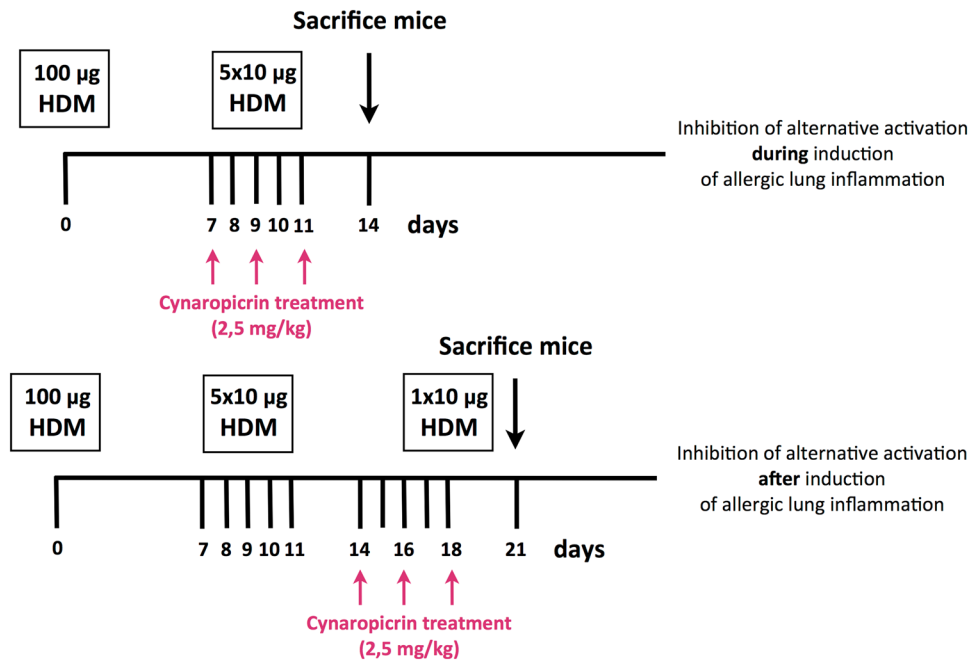 Sacrifice mice
100 µg
HDM
5x10 µg
HDM
Inhibition of alternative activation
during induction
of allergic lung inflammation
0
7 8 9 10 11 14 days
Cynaropicrin treatment
(2,5 mg/kg)
Sacrifice mice
100 µg
HDM
5x10 µg
HDM
1x10 µg
HDM
Inhibition of alternative activation
after induction
of allergic lung inflammation
0 7 8 9 10 11 14 16 18 21 days
Cynaropicrin treatment
(2,5 mg/kg)